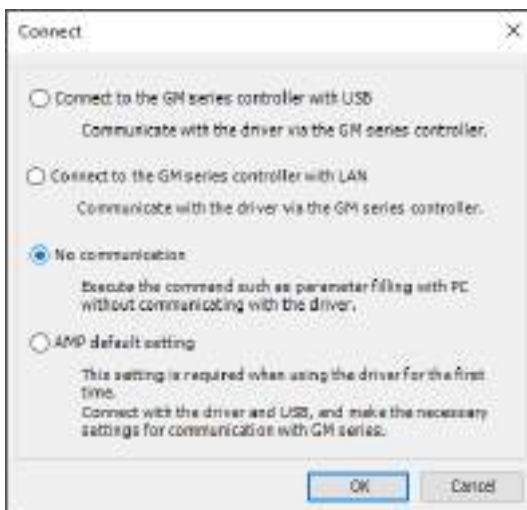 Connect
Connect to the GM series controller with USB
Communicate with the driver via the GM series controller.
Connect to the GM series controller with LAN
Communicate with the driver via the GM series controller.
No communication
Execute the command such as parameter filling with PC
without communicating with the driver.
AMP default setting
This setting is required when using the driver for the first
time.
Connect with the driver and USB, and make the necessary
settings for communication with GM series.
OK
Cancel